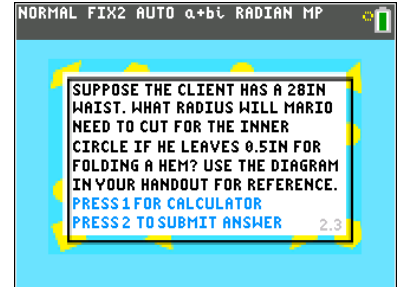 NORMAL FIX2 AUTO a+bi RADIAN MP
SUPPOSE THE CLIENT HAS A 28IN
WAIST. WHAT RADIUS WILL MARIO
NEED TO CUT FOR THE INNER
CIRCLE IF HE LEAVES 0.5IN FOR
FOLDING A HEM? USE THE DIAGRAM
IN YOUR HANDOUT FOR REFERENCE.
PRESS 1 FOR CALCULATOR
PRESS 2 TO SUBMIT ANSWER
2.3